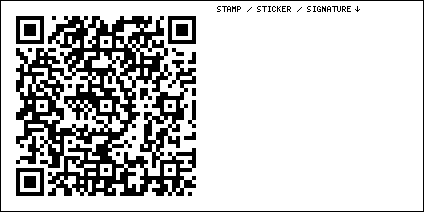 STAMP / STICKER / SIGNATURE ↓